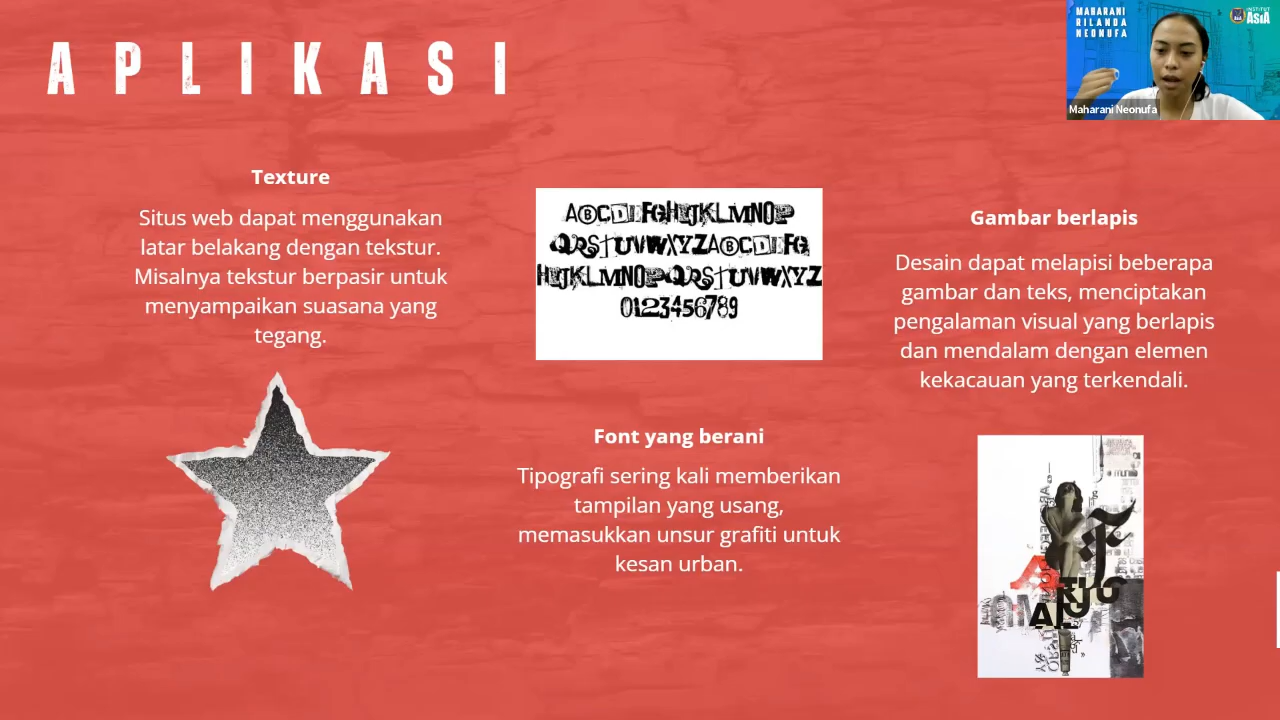 APLIKASI
MAHARANI
RILANDA
NEONUFA
INSTITUT
ASIA
Maharani Neonufa
Texture
Situs web dapat menggunakan
latar belakang dengan tekstur.
Misalnya tekstur berpasir untuk
menyampaikan suasana yang
tegang.
ABCDEFGHIJKLMNOP
QRSTUVWXYZABCDEFG
HIJKLMNOPQRSTUVWXYZ
0123456789
Font yang berani
Tipografi sering kali memberikan
tampilan yang usang,
memasukkan unsur grafiti untuk
kesan urban.
Gambar berlapis
Desain dapat melapisi beberapa
gambar dan teks, menciptakan
pengalaman visual yang berlapis
dan mendalam dengan elemen
kekacauan yang terkendali.